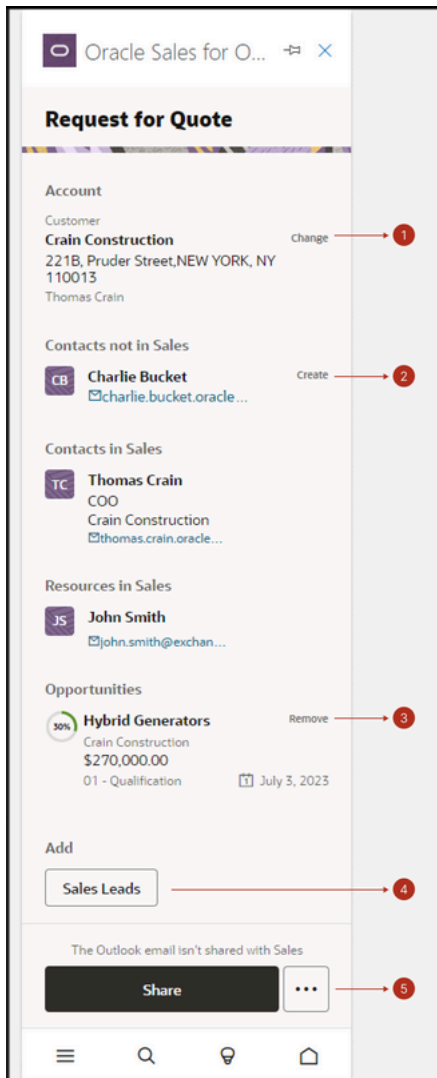 Oracle Sales for O...
Request for Quote
Account
Customer
Crain Construction
Change
1
221B, Pruder Street,NEW YORK, NY
110013
Thomas Crain
Contacts not in Sales
CB
Charlie Bucket
Create
2
charlie.bucket.oracle...
Contacts in Sales
TC
Thomas Crain
COO
Crain Construction
thomas.crain.oracle...
Resources in Sales
JS
John Smith
john.smith@exchan...
Opportunities
30%
Hybrid Generators
Remove
3
Crain Construction
$270,000.00
01 - Qualification
1
July 3, 2023
Add
Sales Leads
4
The Outlook email isn't shared with Sales
Share
...
5